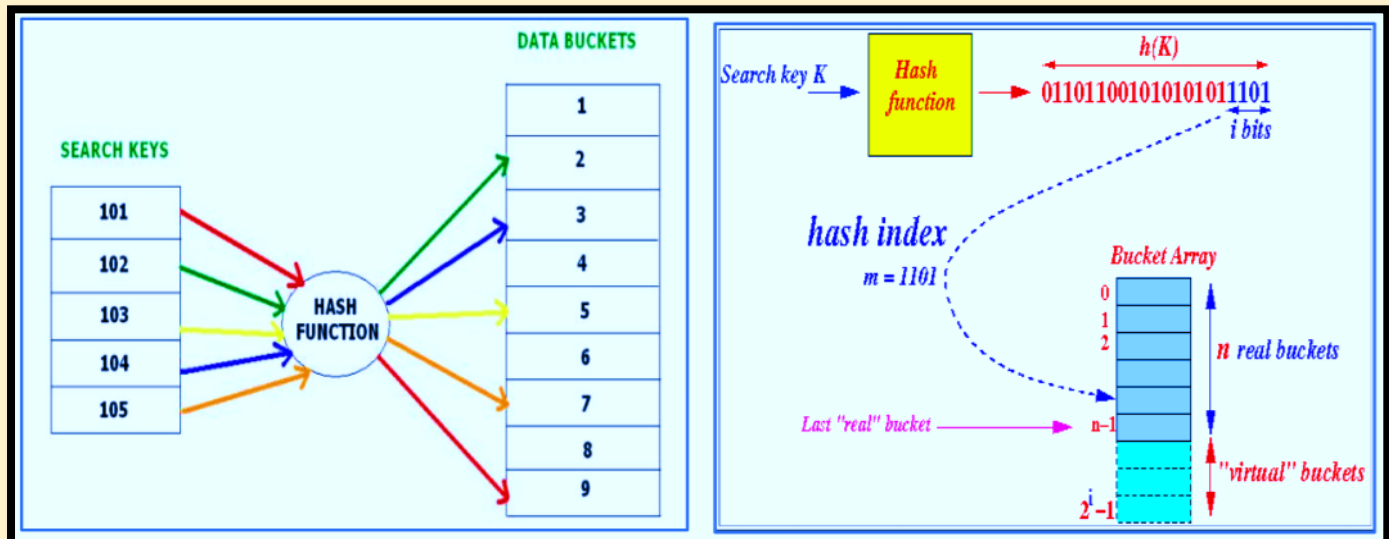 SEARCH KEYS
101
102
103
104
105
HASH
FUNCTION
DATA BUCKETS
1
2
3
4
5
6
7
8
9
Search key K
Hash
function
h(K)
011011001010101011101
i bits
hash index
m = 1101
Bucket Array
0
1
2
n real buckets
Last "real" bucket
n-1
"virtual" buckets
2^i-1